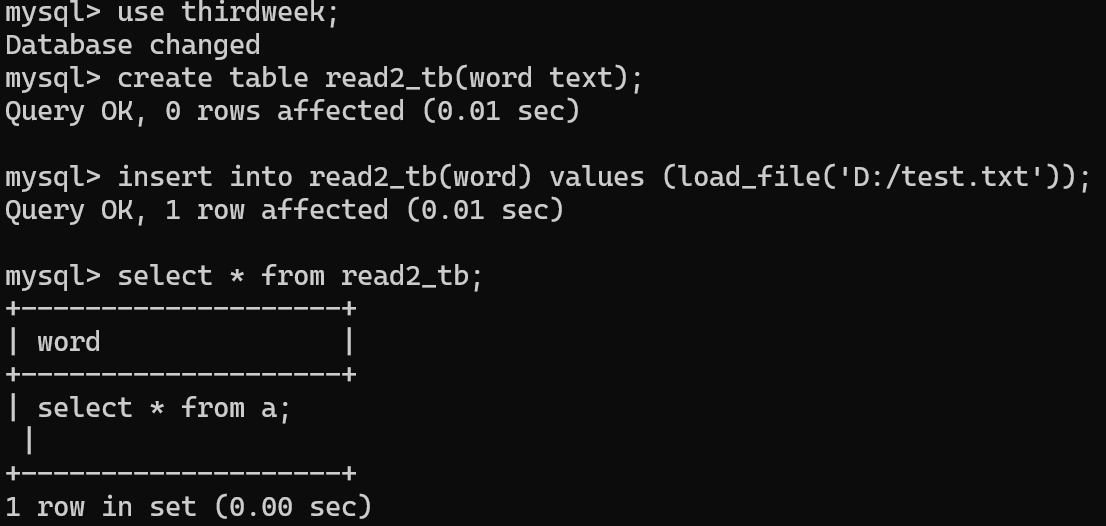 mysql> use thirdweek;
Database changed
mysql> create table read2_tb(word text);
Query OK, 0 rows affected (0.01 sec)

mysql> insert into read2_tb(word) values (load_file('D:/test.txt'));
Query OK, 1 row affected (0.01 sec)

mysql> select * from read2_tb;
+--------------------+
| word               |
+--------------------+
| select * from a;
 |
+--------------------+
1 row in set (0.00 sec)